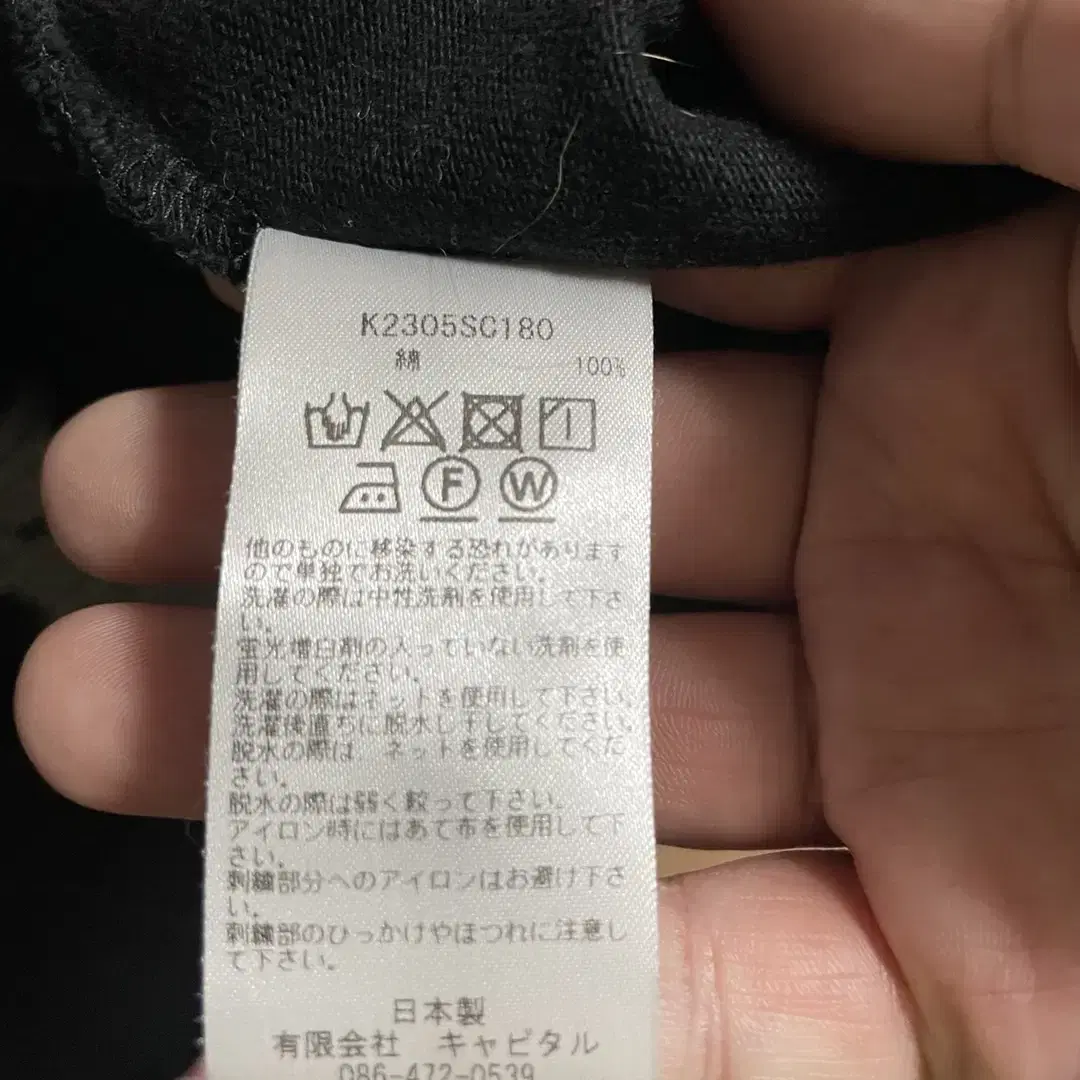 K2305SC180
綿 100%
F W
他のものに移染する恐れがあります
ので単独でお洗いください。
洗濯の際は中性洗剤を使用して下さ
い。
蛍光増白剤の入っていない洗剤を使
用してください。
洗濯の際はネットを使用して下さい。
洗濯後直ちに脱水し干してください。
脱水の際は ネットを使用してくだ
さい。
脱水の際は弱く絞って下さい。
アイロン時にはあて布を使用して下
さい。
刺繍部分へのアイロンはお避け下さ
い。
刺繍部のひっかけやほつれに注意し
て下さい。
日本製
有限会社 キャピタル
086-472-0539